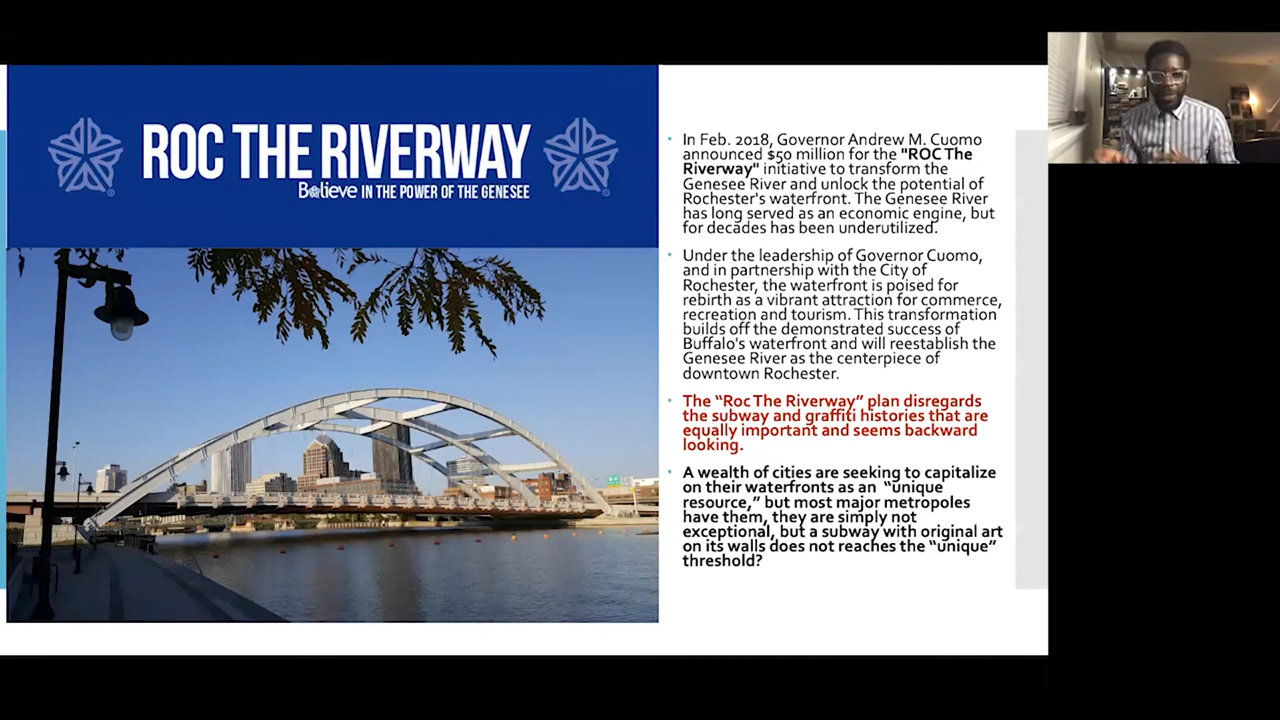 ROC THE RIVERWAY
Believe IN THE POWER OF THE GENESEE
In Feb. 2018, Governor Andrew M. Cuomo
announced $50 million for the "ROC The
Riverway" initiative to transform the
Genesee River and unlock the potential of
Rochester's waterfront. The Genesee River
has long served as an economic engine, but
for decades has been underutilized.
Under the leadership of Governor Cuomo,
and in partnership with the City of
Rochester, the waterfront is poised for
rebirth as a vibrant attraction for commerce,
recreation and tourism. This transformation
builds off the demonstrated success of
Buffalo's waterfront and will reestablish the
Genesee River as the centerpiece of
downtown Rochester.
The “Roc The Riverway” plan disregards
the subway and graffiti histories that are
equally important and seems backward
looking.
A wealth of cities are seeking to capitalize
on their waterfronts as an “unique
resource,” but most major metropoles
have them, they are simply not
exceptional, but a subway with original art
on its walls does not reaches the “unique”
threshold?